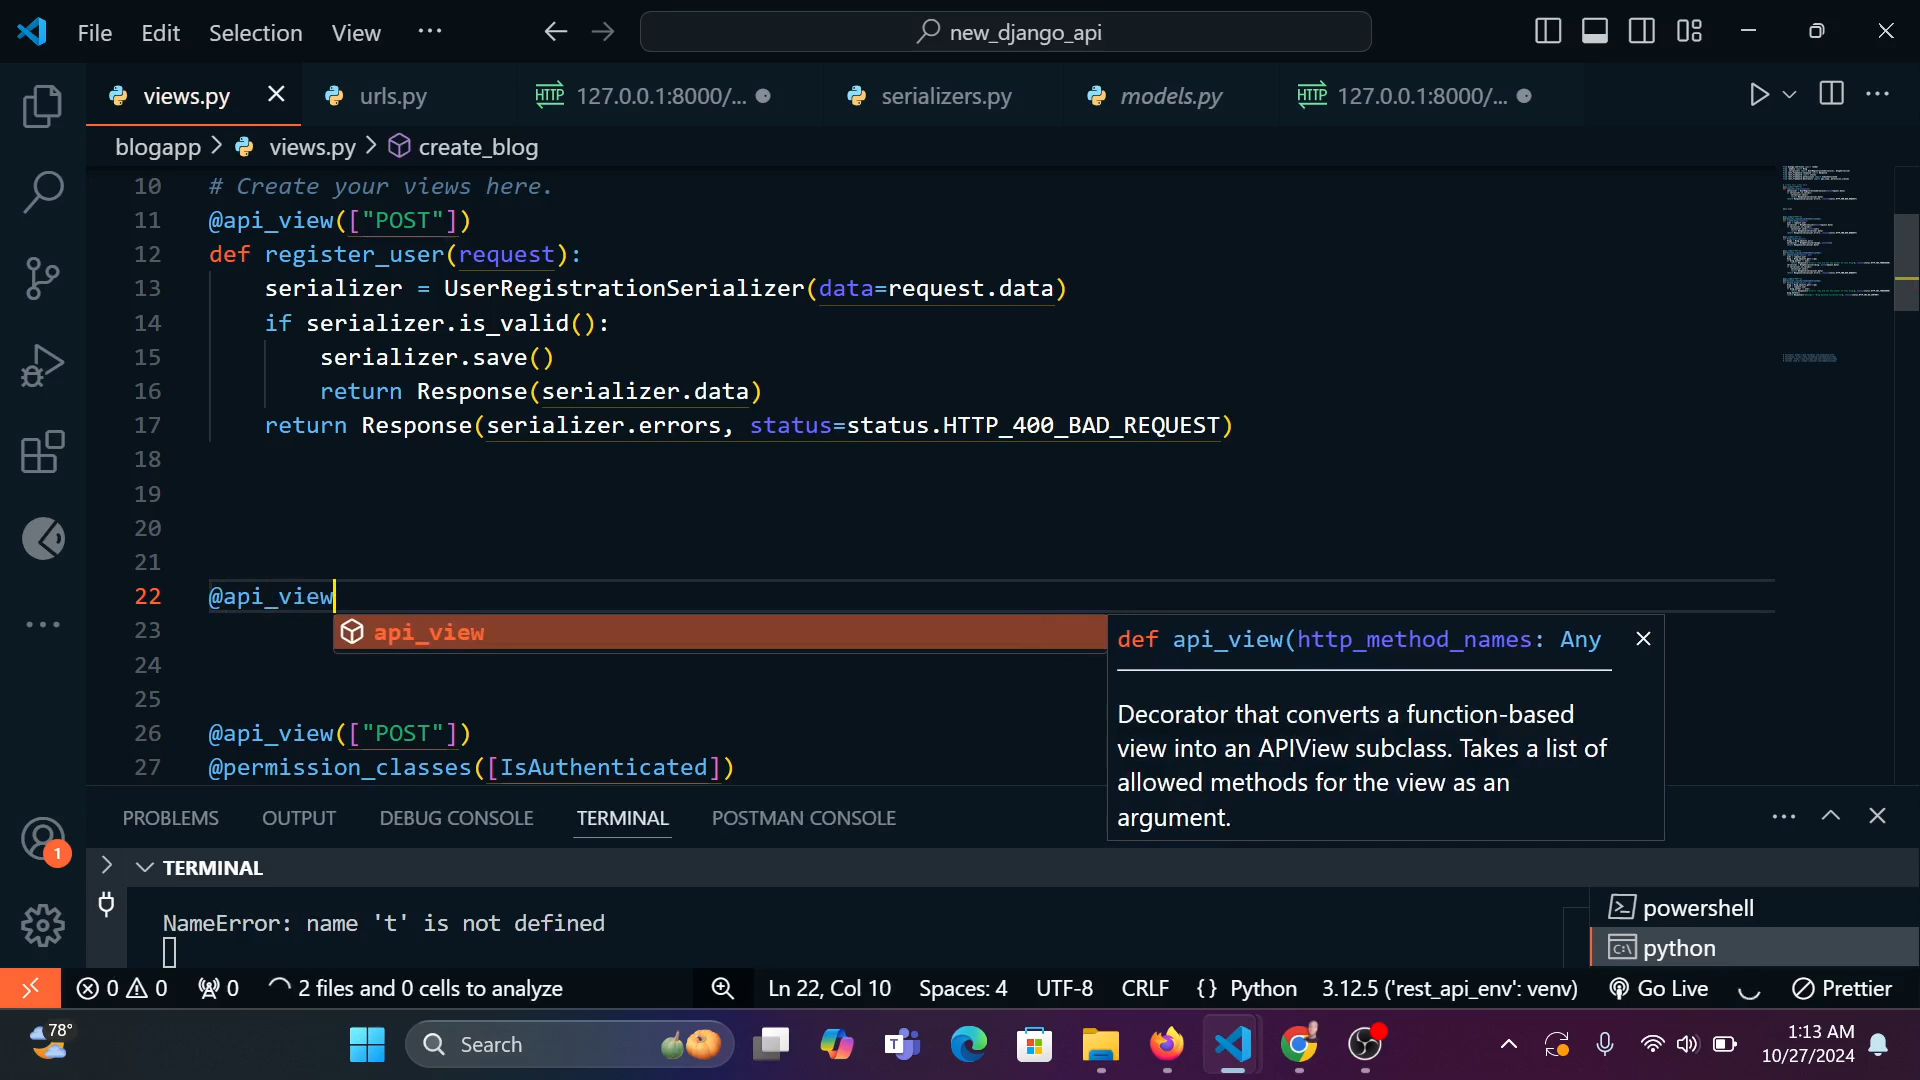 File Edit Selection View ··· new_django_api
views.py urls.py HTTP 127.0.0.1:8000/... serializers.py models.py HTTP 127.0.0.1:8000/...
blogapp > views.py > create_blog
10 # Create your views here.
11 @api_view(["POST"])
12 def register_user(request):
13 serializer = UserRegistrationSerializer(data=request.data)
14 if serializer.is_valid():
15 serializer.save()
16 return Response(serializer.data)
17 return Response(serializer.errors, status=status.HTTP_400_BAD_REQUEST)
18
19
20
21
22 @api_view
23 api_view def api_view(http_method_names: Any
24
25 Decorator that converts a function-based
26 @api_view(["POST"]) view into an APIView subclass. Takes a list of
27 @permission_classes([IsAuthenticated]) allowed methods for the view as an
argument.
PROBLEMS OUTPUT DEBUG CONSOLE TERMINAL POSTMAN CONSOLE
TERMINAL
NameError: name 't' is not defined
powershell
python
1
0 0 0 2 files and 0 cells to analyze Ln 22, Col 10 Spaces: 4 UTF-8 CRLF {} Python 3.12.5 ('rest_api_env': venv) Go Live Prettier
78° Search 1:13 AM
10/27/2024